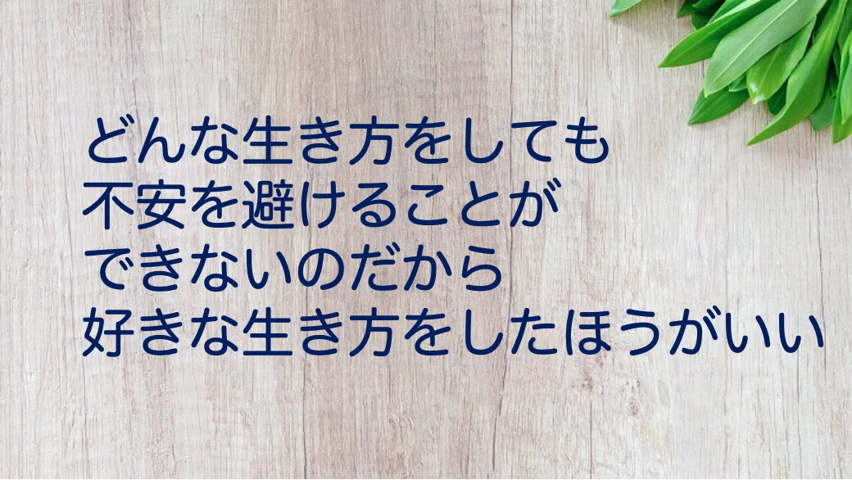 どんな生き方をしても
不安を避けることが
できないのだから
好きな生き方をしたほうがいい